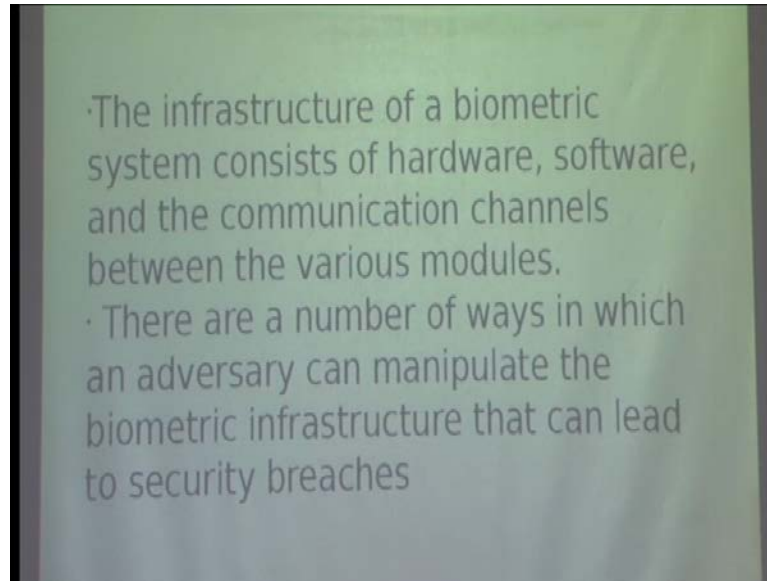 ·The infrastructure of a biometric
system consists of hardware, software,
and the communication channels
between the various modules.
· There are a number of ways in which
an adversary can manipulate the
biometric infrastructure that can lead
to security breaches